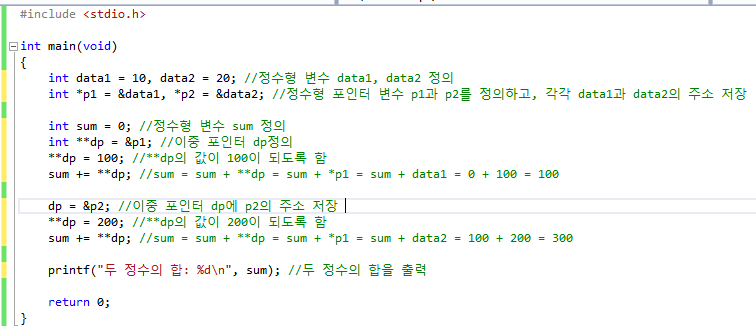 #include <stdio.h>
int main(void)
{
int data1 = 10, data2 = 20; //정수형 변수 data1, data2 정의
int *p1 = &data1, *p2 = &data2; //정수형 포인터 변수 p1과 p2를 정의하고, 각각 data1과 data2의 주소 저장
int sum = 0; //정수형 변수 sum 정의
int **dp = &p1; //이중 포인터 dp정의
**dp = 100; //**dp의 값이 100이 되도록 함
sum += **dp; //sum = sum + **dp = sum + *p1 = sum + data1 = 0 + 100 = 100
dp = &p2; //이중 포인터 dp에 p2의 주소 저장
**dp = 200; //**dp의 값이 200이 되도록 함
sum += **dp; //sum = sum + **dp = sum + *p1 = sum + data2 = 100 + 200 = 300
printf("두 정수의 합: %d\n", sum); //두 정수의 합을 출력
return 0;
}